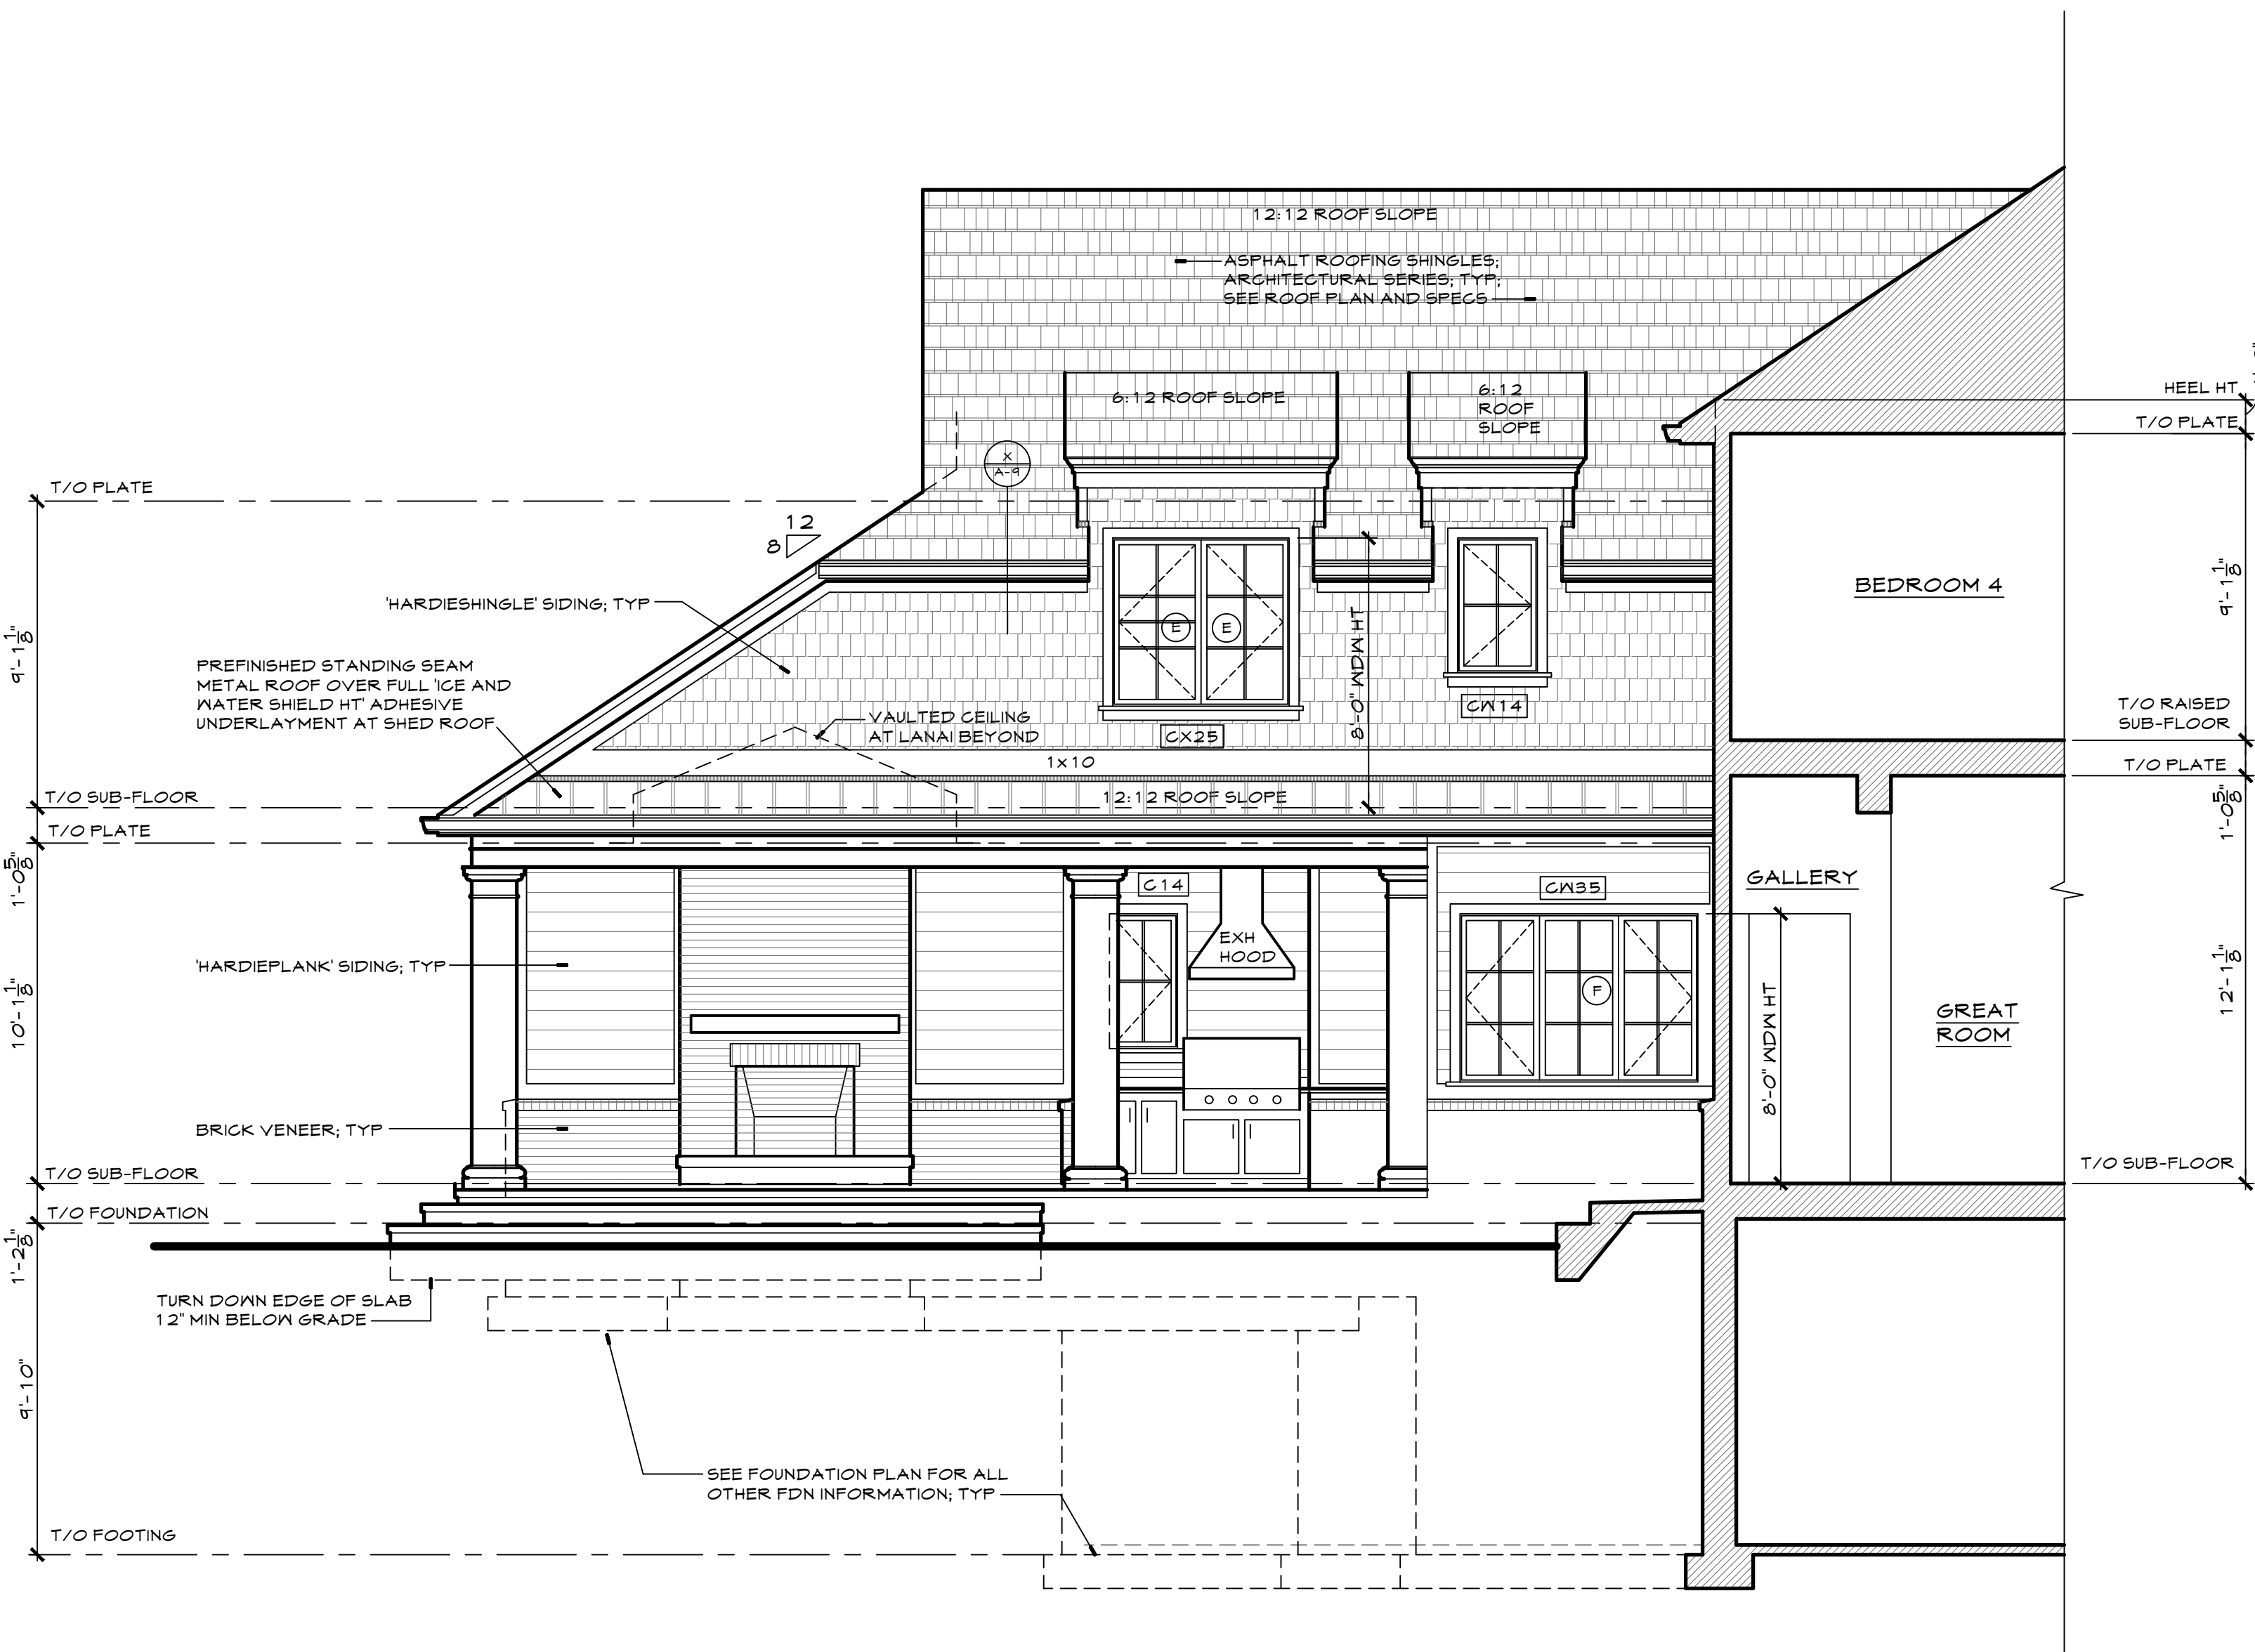 12:12 ROOF SLOPE
ASPHALT ROOFING SHINGLES;
ARCHITECTURAL SERIES; TYP;
SEE ROOF PLAN AND SPECS
6:12 ROOF SLOPE
6:12
ROOF
SLOPE
HEEL HT
T/O PLATE
X
A-9
T/O PLATE
12
8
9'-1 1/8"
BEDROOM 4
'HARDIESHINGLE' SIDING; TYP
E
E
8'-0" WDW HT
9'-1 1/8"
PREFINISHED STANDING SEAM
METAL ROOF OVER FULL 'ICE AND
WATER SHIELD HT' ADHESIVE
UNDERLAYMENT AT SHED ROOF
VAULTED CEILING
AT LANAI BEYOND
CX25
CW14
T/O RAISED
SUB-FLOOR
1x10
T/O PLATE
T/O SUB-FLOOR
12:12 ROOF SLOPE
1'-0 5/8"
T/O PLATE
1'-0 5/8"
C14
CW35
GALLERY
EXH
HOOD
'HARDIEPLANK' SIDING; TYP
F
10'-1 1/8"
12'-1 1/8"
GREAT
ROOM
8'-0" WDW HT
BRICK VENEER; TYP
T/O SUB-FLOOR
T/O SUB-FLOOR
T/O FOUNDATION
1'-2 1/8"
TURN DOWN EDGE OF SLAB
12" MIN BELOW GRADE
9'-10"
SEE FOUNDATION PLAN FOR ALL
OTHER FDN INFORMATION; TYP
T/O FOOTING